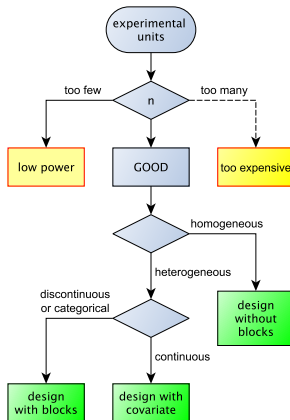 experimental
units
too few
too many
n
low power
GOOD
too expensive
homogeneous
heterogeneous
discontinuous
or categorical
design
without
blocks
continuous
design
with blocks
design with
covariate